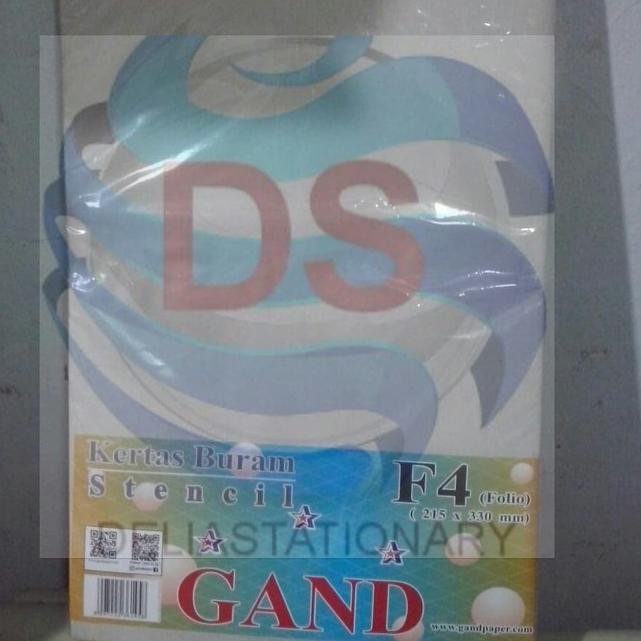 DS
Kertas Buram
Stencil
F4 (Folio)
( 215 x 330 mm)
DELIASTATIONARY
GAND
www.gandpaper.com